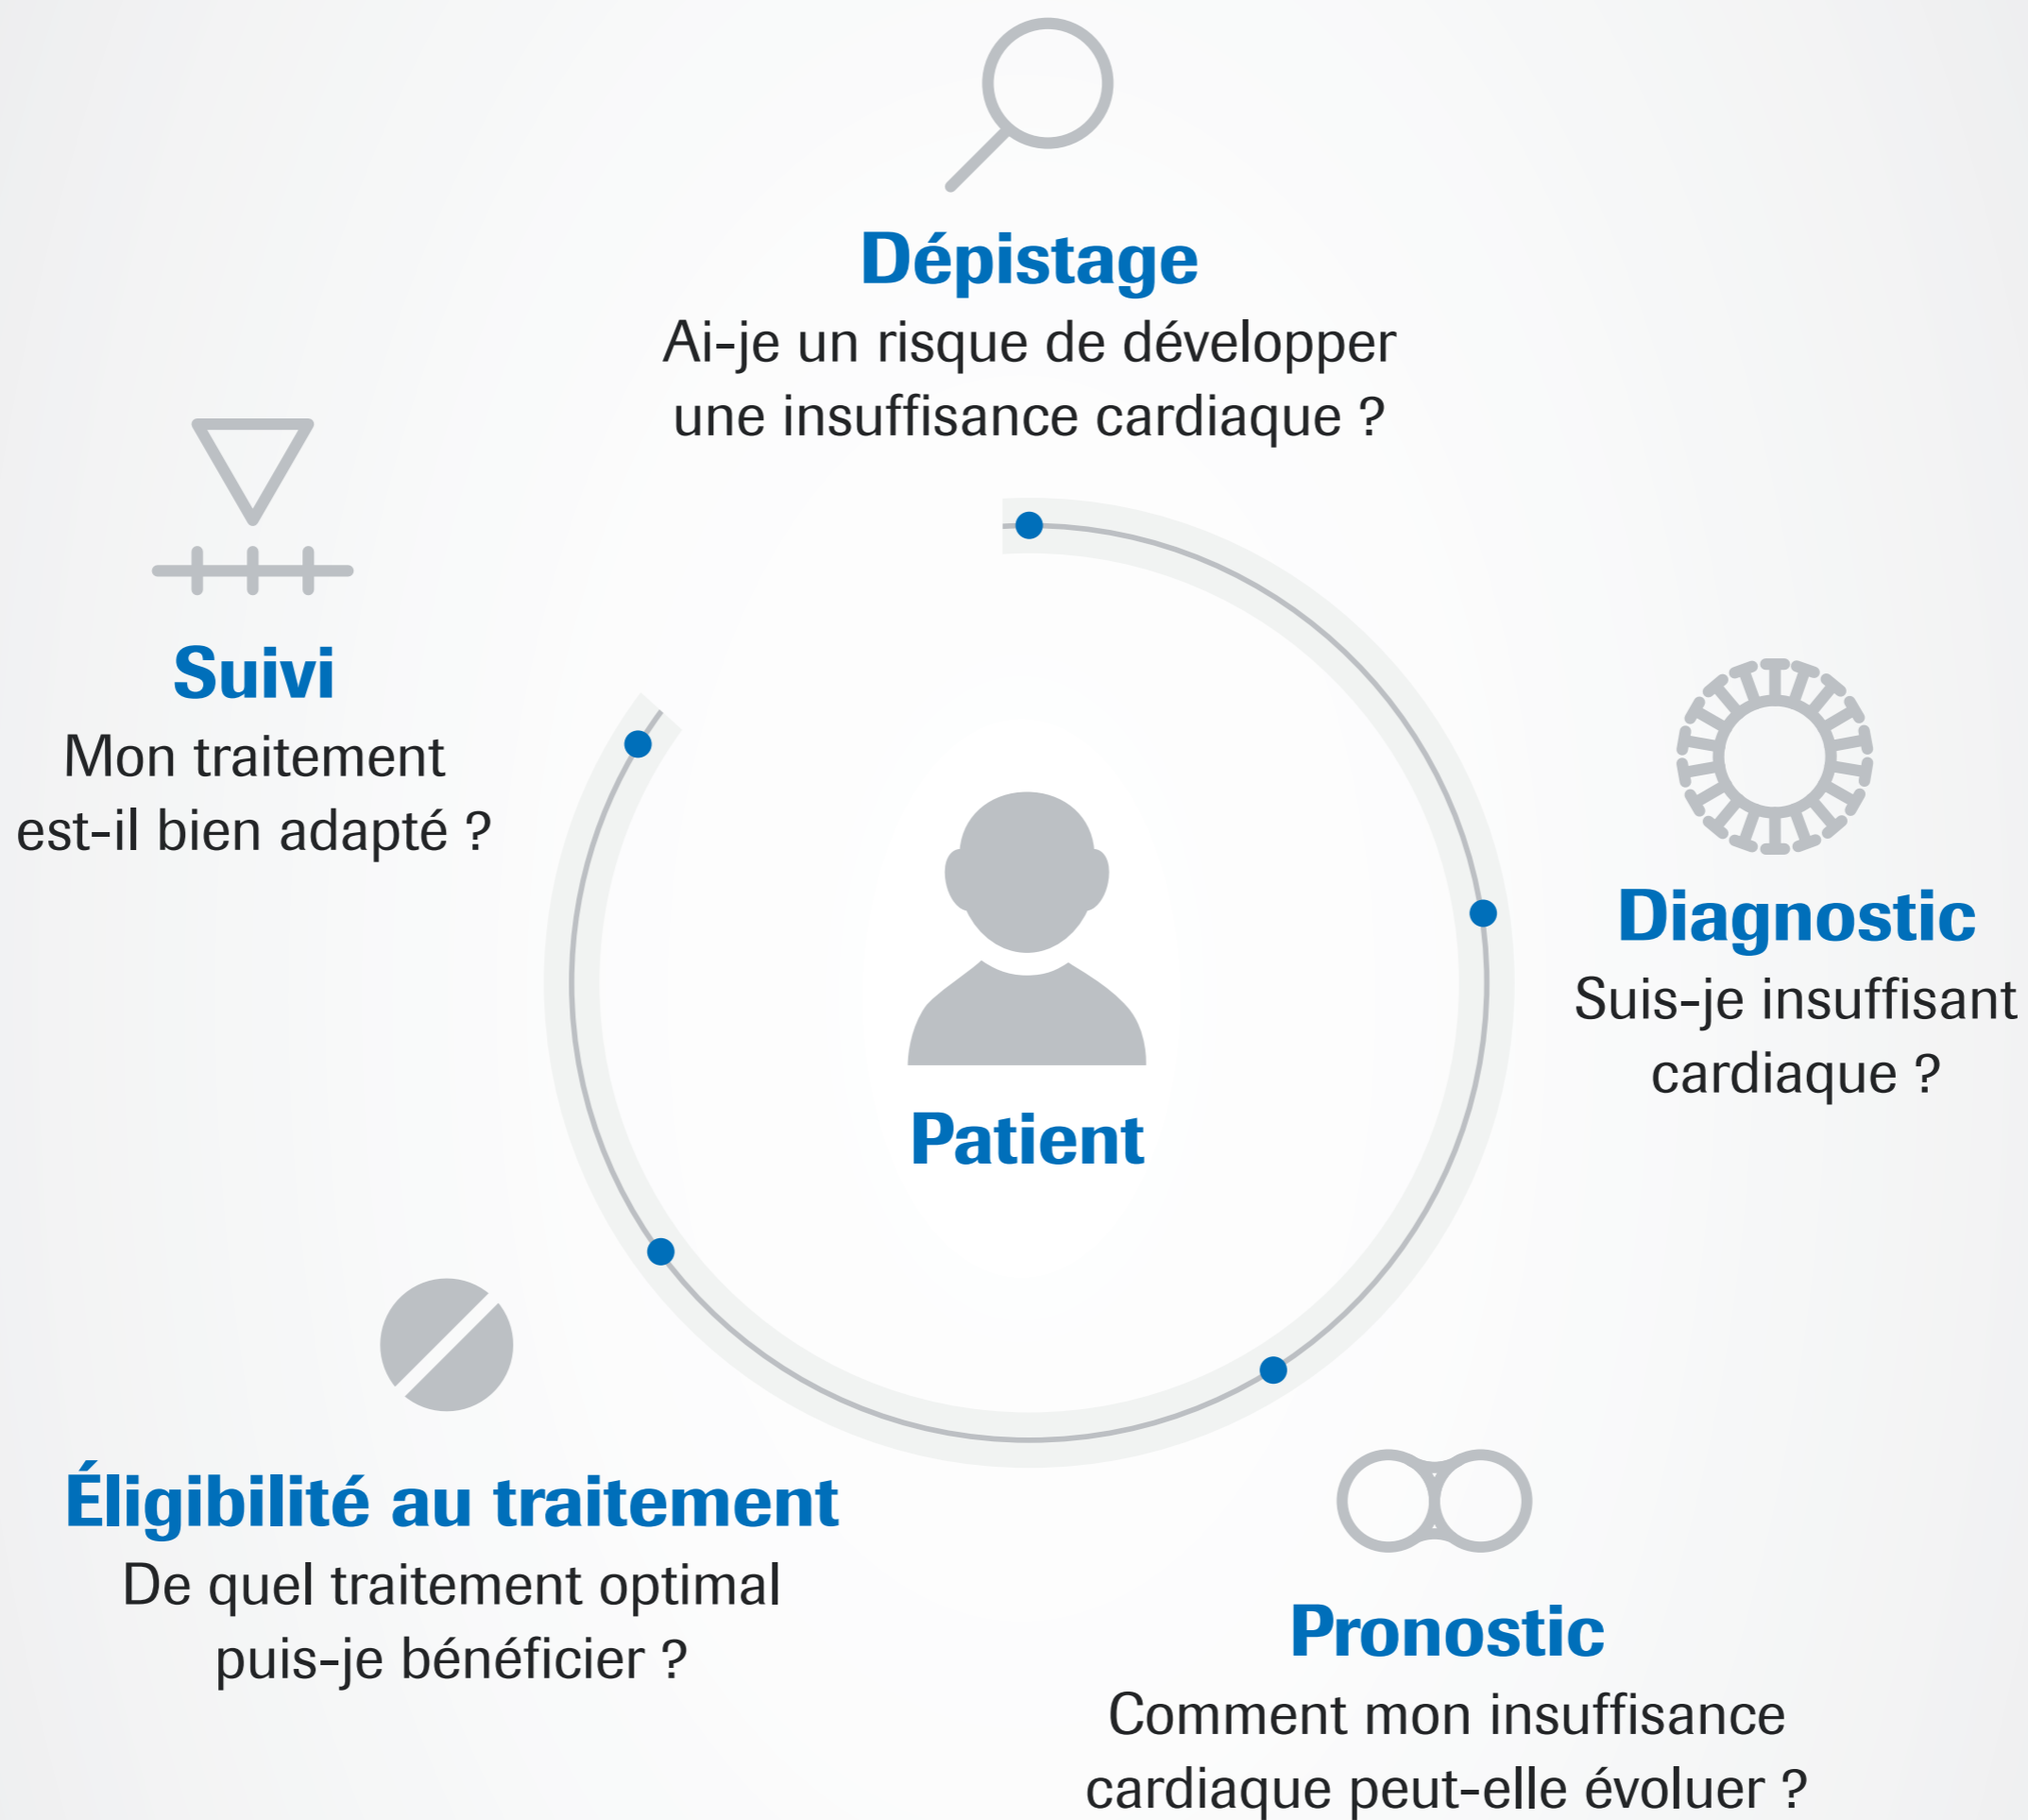 Dépistage
Ai-je un risque de développer
une insuffisance cardiaque ?
Diagnostic
Suis-je insuffisant
cardiaque ?
Pronostic
Comment mon insuffisance
cardiaque peut-elle évoluer ?
Éligibilité au traitement
De quel traitement optimal
puis-je bénéficier ?
Suivi
Mon traitement
est-il bien adapté ?
Patient